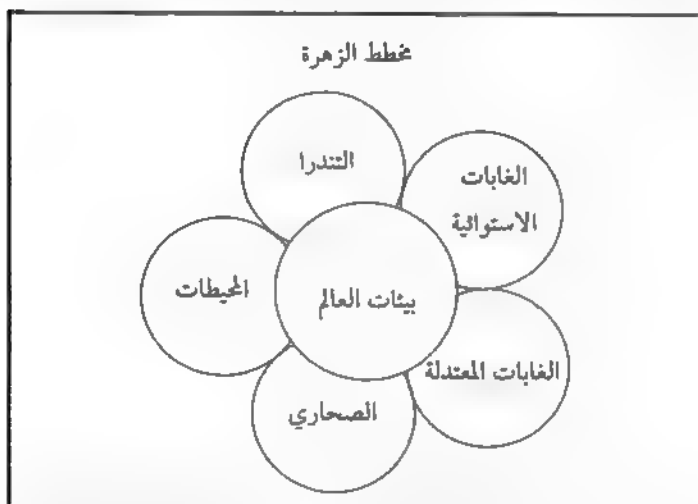 مخطط الزهرة
التندرا
الغابات
الاستوائية
المحيطات
بيئات العالم
الغابات المعتدلة
الصحاري